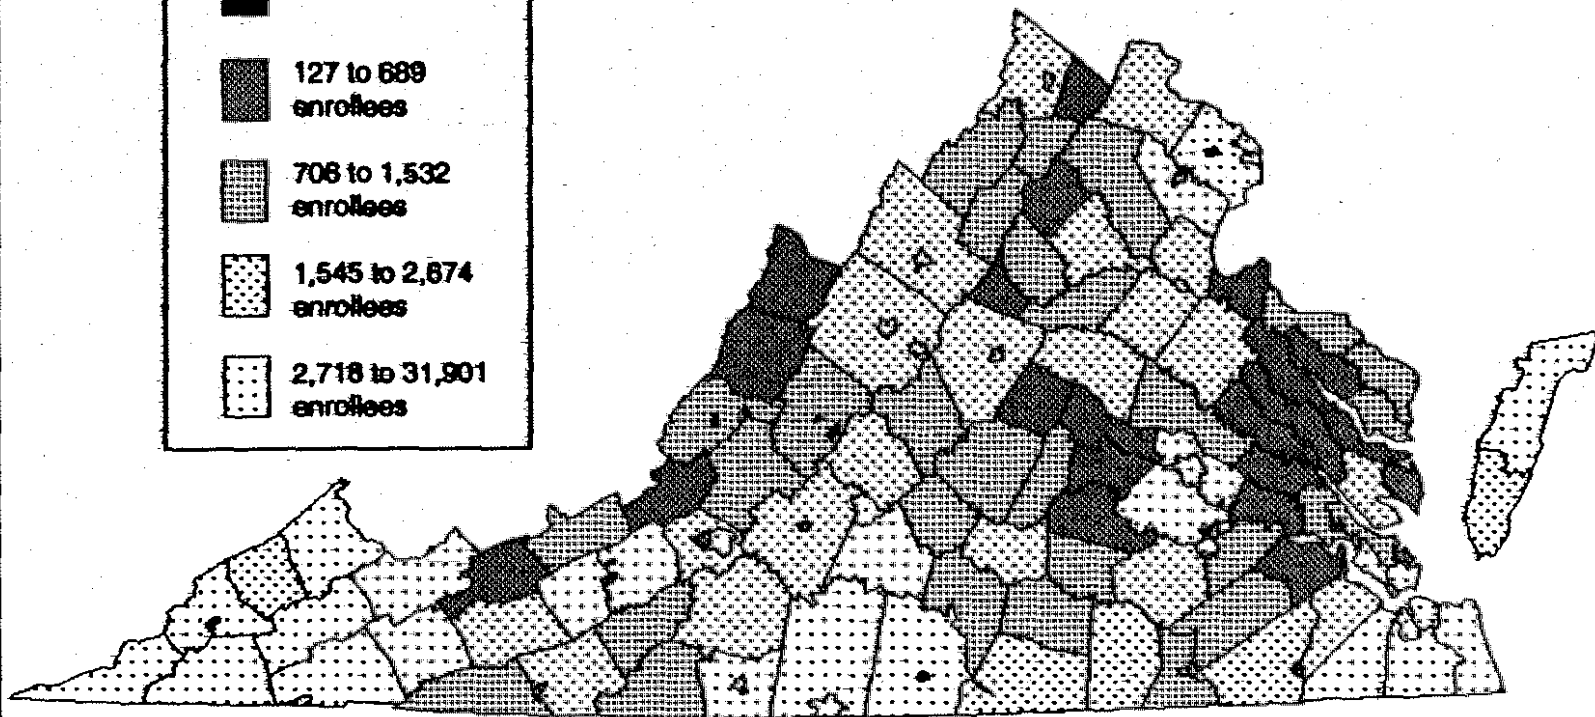 127 to 689
enrollees
706 to 1,532
enrollees
1,545 to 2,674
enrollees
2,718 to 31,901
enrollees